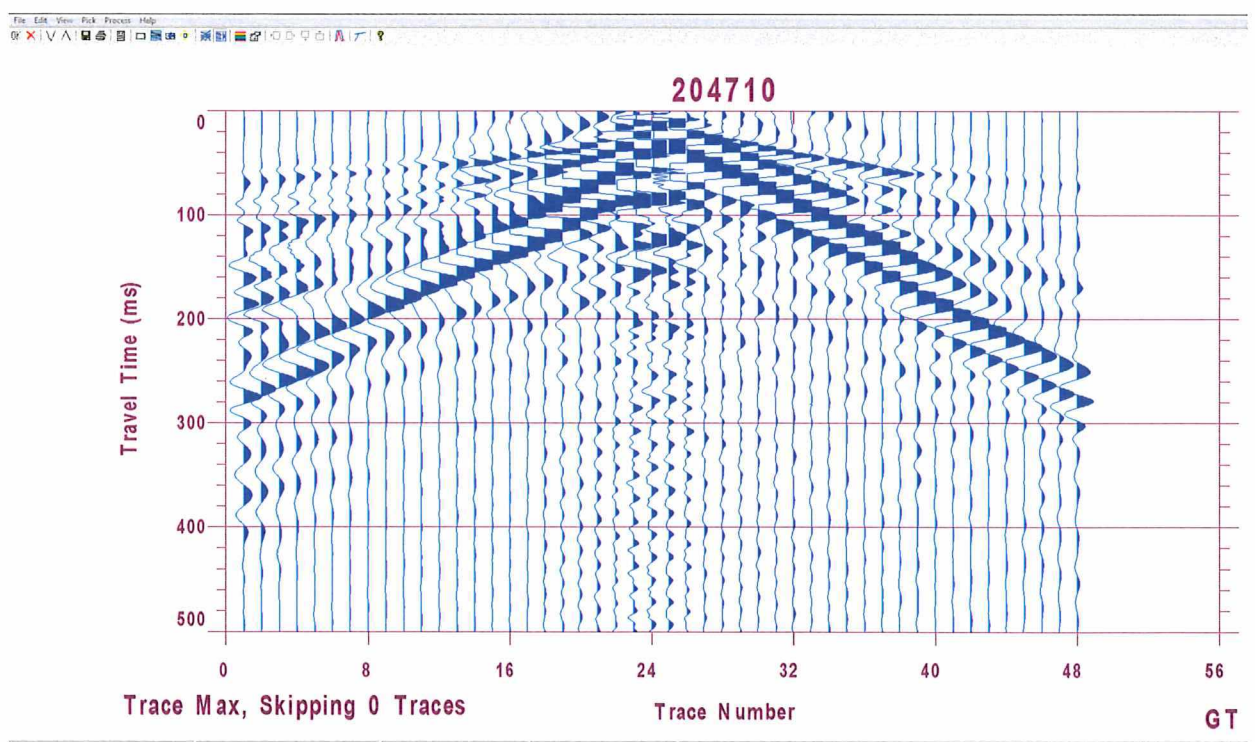 File Edit View Pick Process Help
204710
0
100
200
300
400
500
Travel Time (ms)
0 8 16 24 32 40 48 56
Trace Max, Skipping 0 Traces
Trace Number
GT